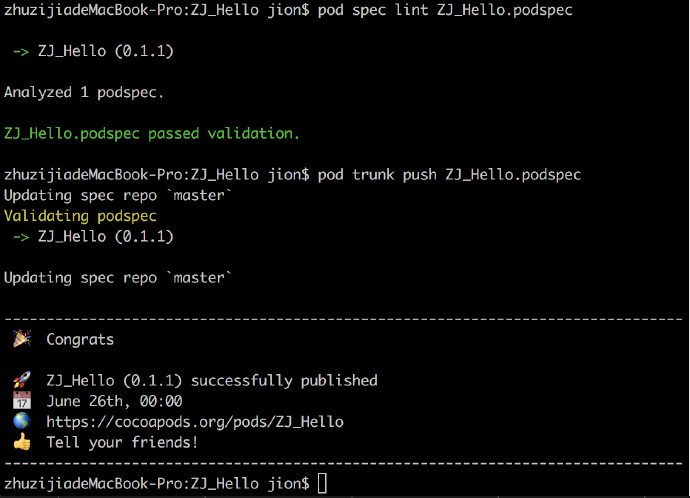 zhuzijiadeMacBook-Pro:ZJ_Hello jion$ pod spec lint ZJ_Hello.podspec
-> ZJ_Hello (0.1.1)
Analyzed 1 podspec.
ZJ_Hello.podspec passed validation.
zhuzijiadeMacBook-Pro:ZJ_Hello jion$ pod trunk push ZJ_Hello.podspec
Updating spec repo `master`
Validating podspec
-> ZJ_Hello (0.1.1)
Updating spec repo `master`
--------------------------------------------------------------------------------
🎉 Congrats
🚀 ZJ_Hello (0.1.1) successfully published
📅 June 26th, 00:00
🌎 https://cocoapods.org/pods/ZJ_Hello
👍 Tell your friends!
--------------------------------------------------------------------------------
zhuzijiadeMacBook-Pro:ZJ_Hello jion$